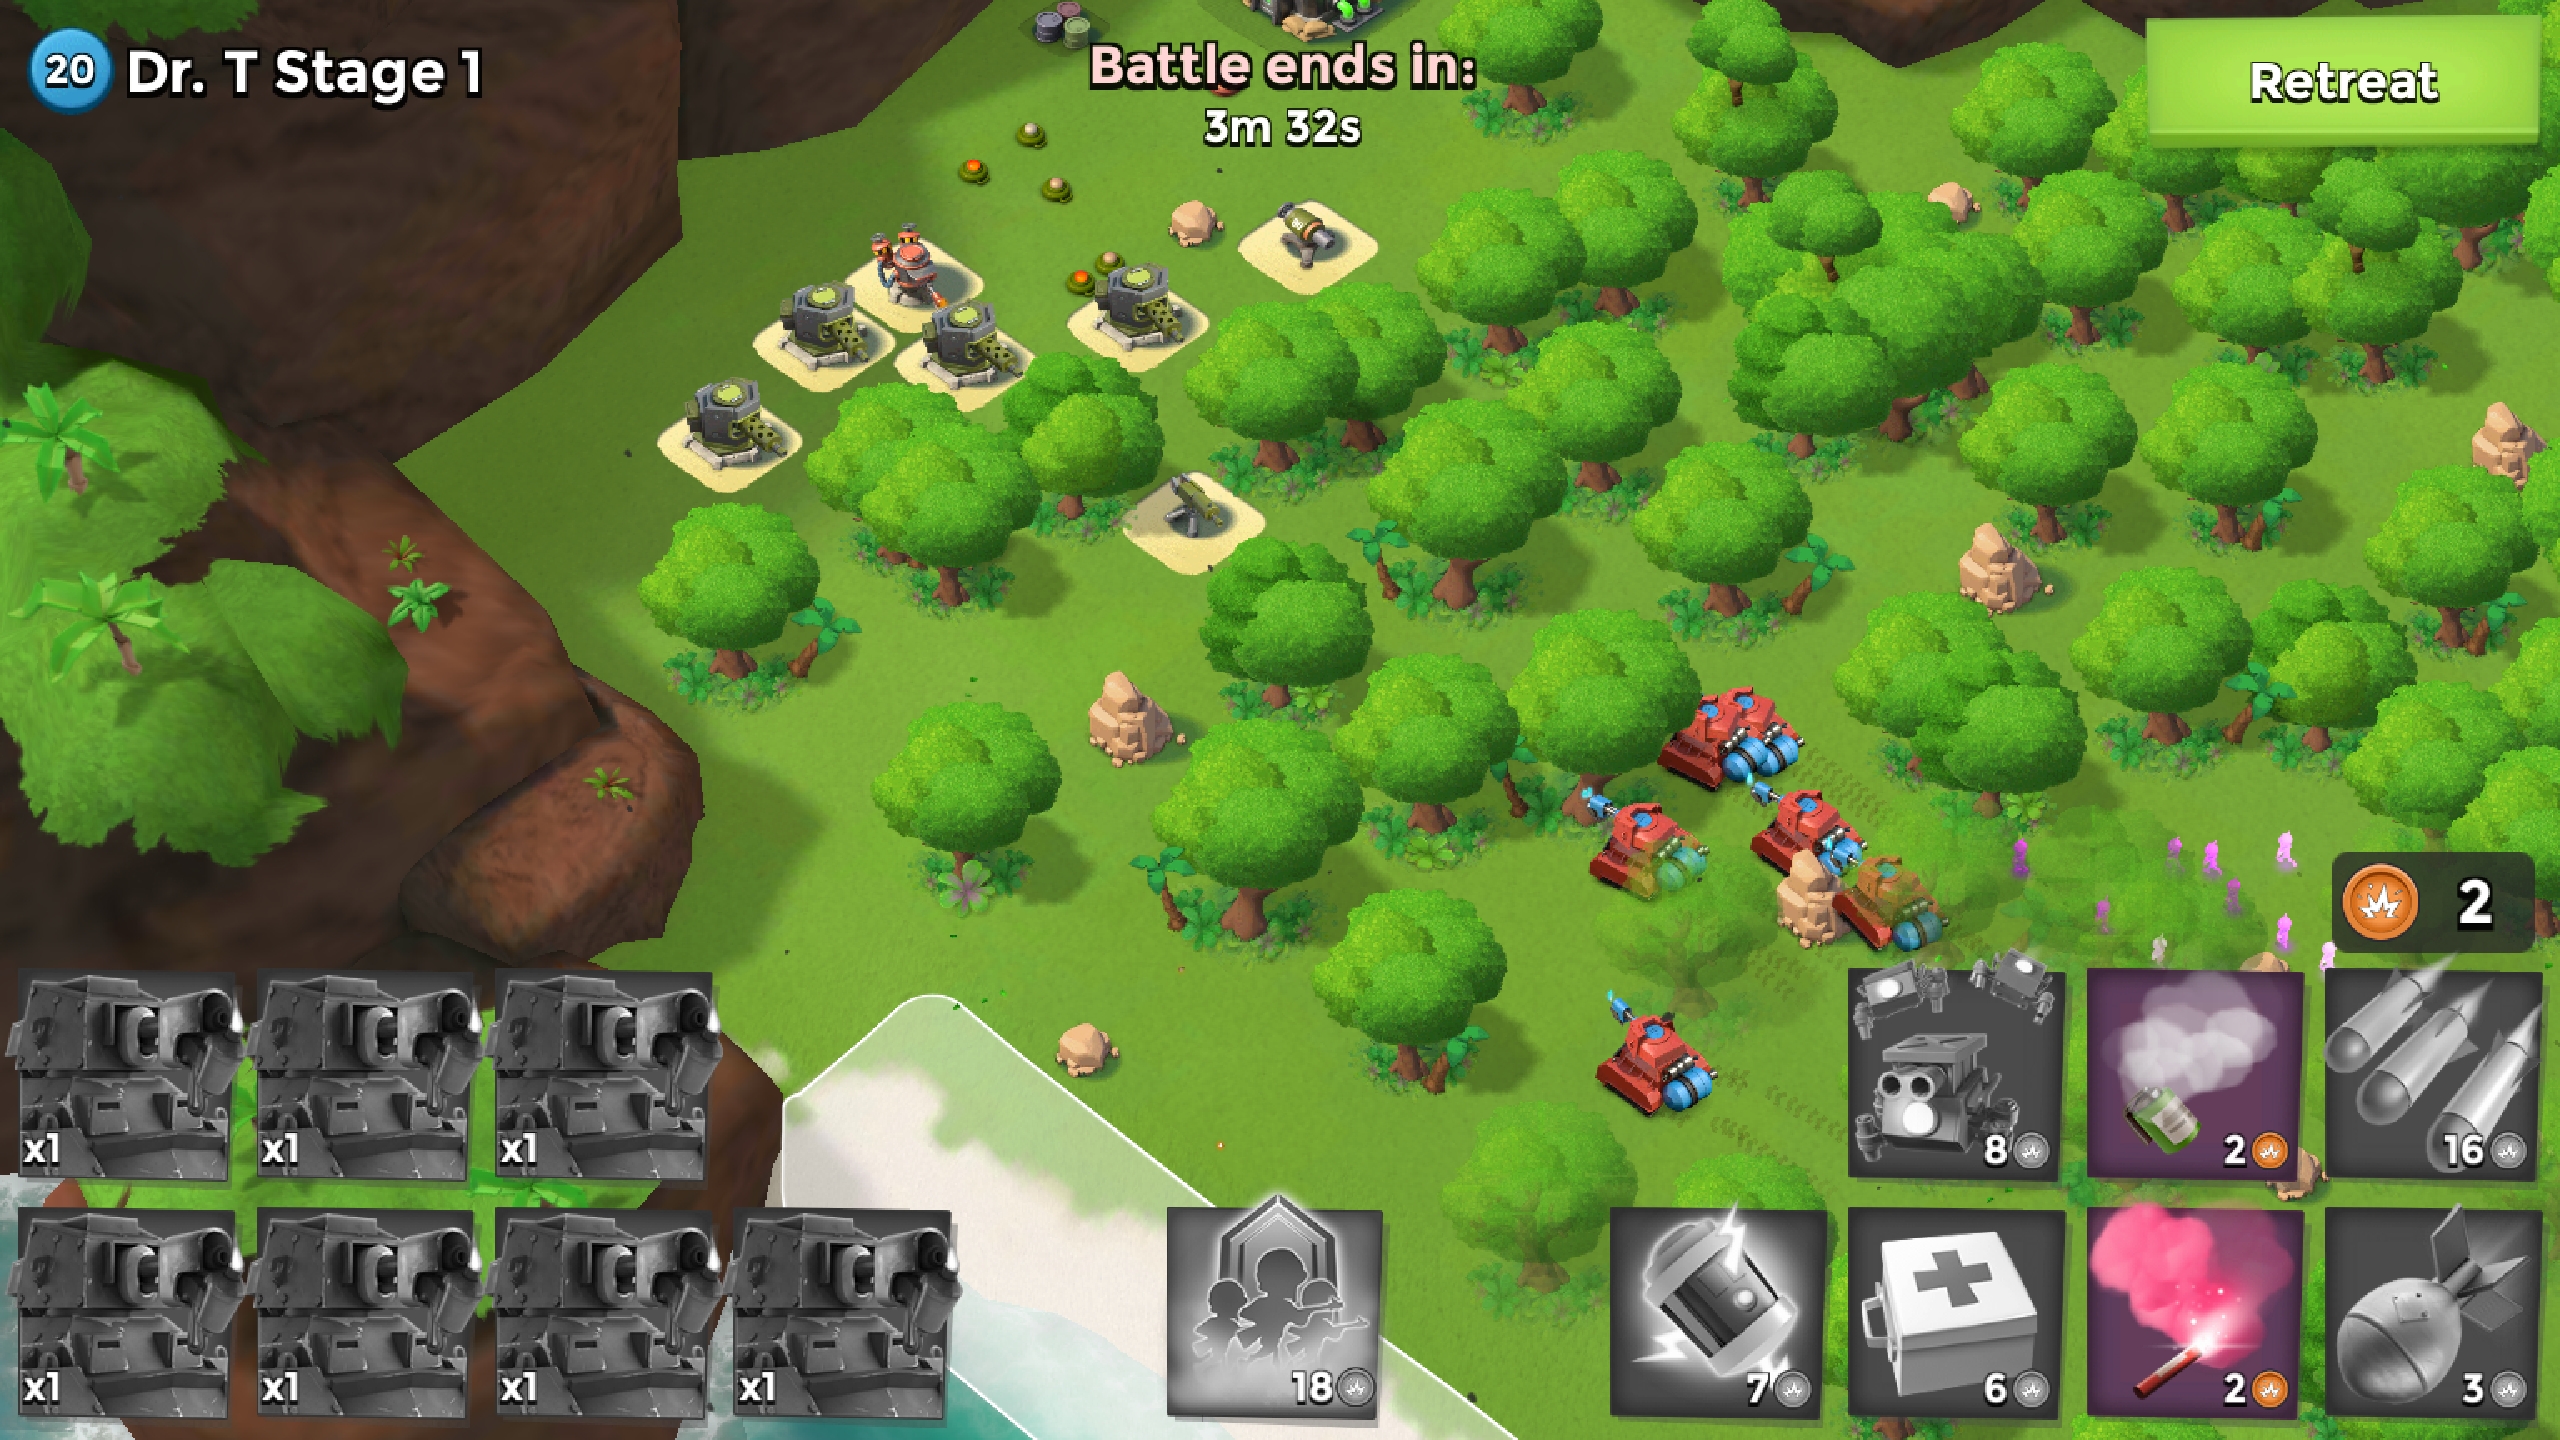 20 Dr. T Stage 1
Battle ends in:
3m 32s
Retreat
2
8
2
16
x1
x1
x1
x1
x1
x1
x1
18
7
6
2
3